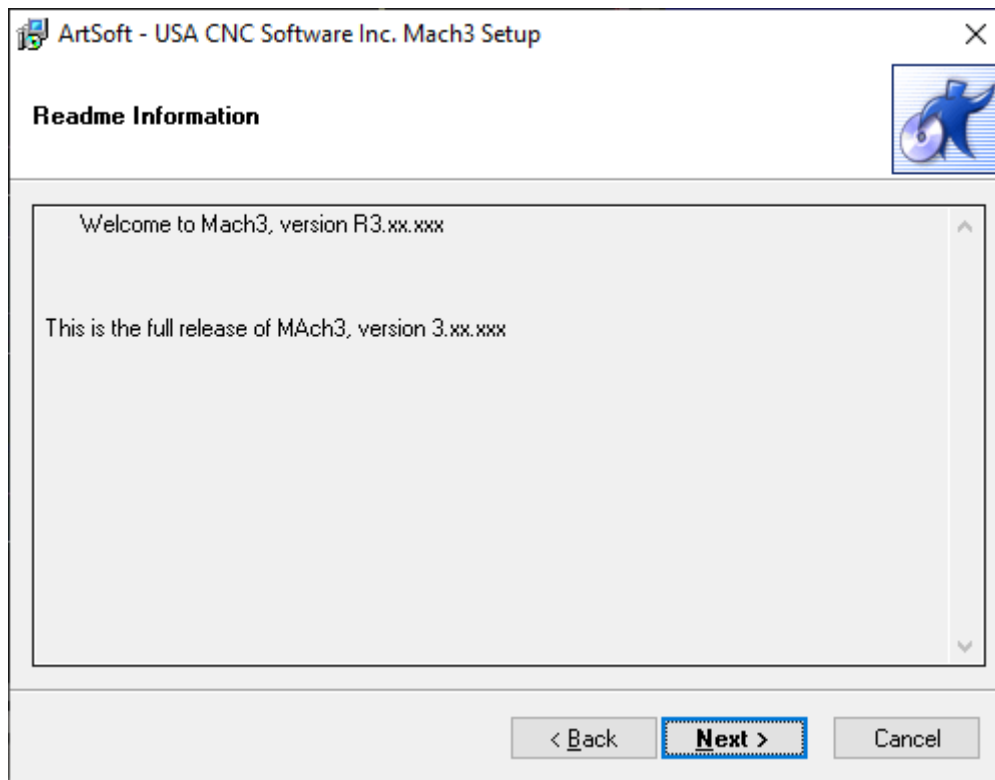 ArtSoft - USA CNC Software Inc. Mach3 Setup
Readme Information
Welcome to Mach3, version R3.xx.xxx
This is the full release of MAch3, version 3.xx.xxx
< Back
Next >
Cancel